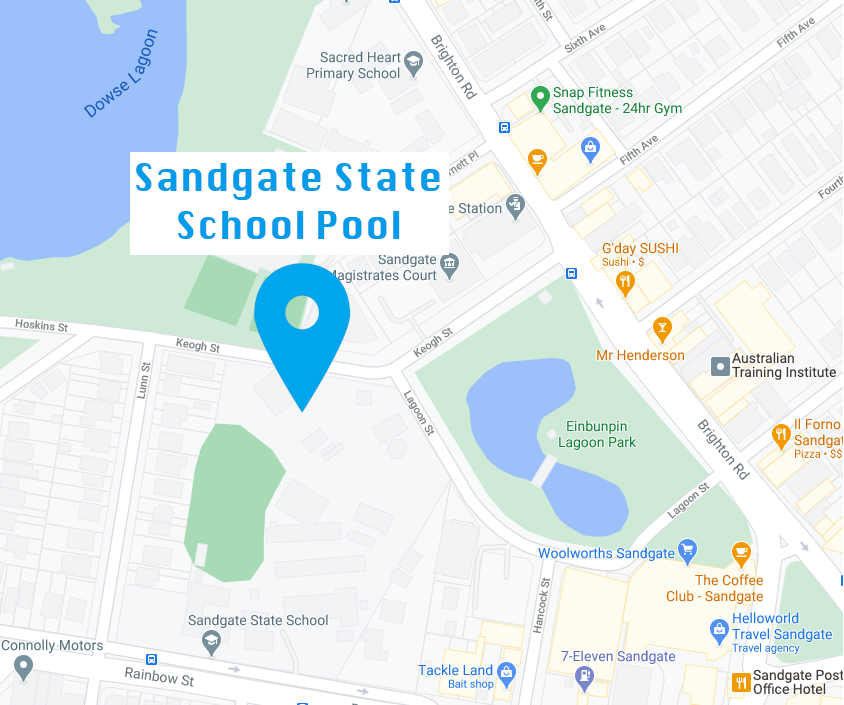 Dowse Lagoon
Sacred Heart
Primary School
Brighton Rd
Sixth Ave
Fifth Ave
Snap Fitness
Sandgate - 24hr Gym
Fifth Ave
Sandgate State
School Pool
e Station
Sandgate
Magistrates Court
G'day SUSHI
Sushi • $
Hoskins St
Keogh St
Keogh St
Mr Henderson
Australian
Training Institute
Lunn St
Lagoon St
Einbunpin
Lagoon Park
Brighton Rd
Il Forno
Sandgat
Pizza • $$
Lagoon St
Woolworths Sandgate
The Coffee
Club - Sandgate
Hancock St
Sandgate State School
Helloworld
Travel Sandgate
Travel agency
Connolly Motors
Rainbow St
Tackle Land
Bait shop
7-Eleven Sandgate
Sandgate Post
Office Hotel